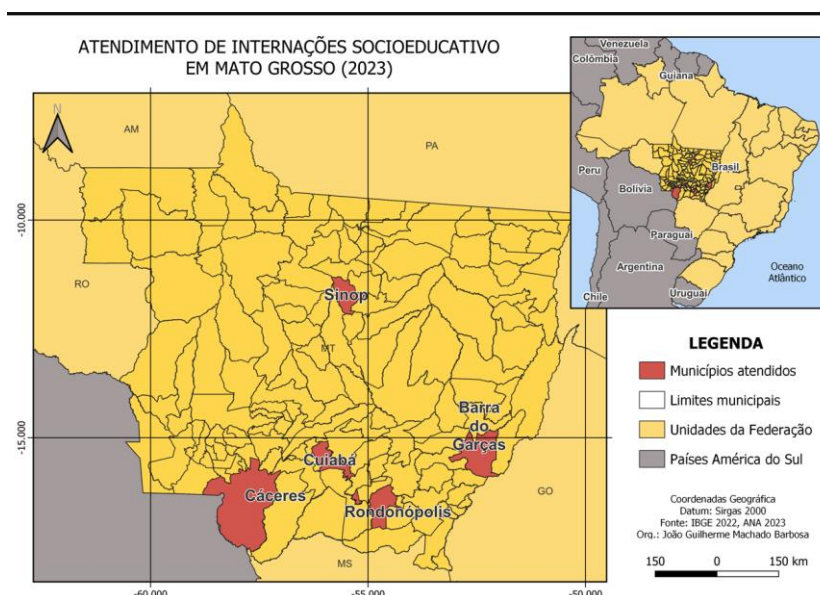 ATENDIMENTO DE INTERNAÇÕES SOCIOEDUCATIVO
EM MATO GROSSO (2023)
N
AM
PA
RO
MT
GO
MS
Sinop
Barra
do
Garças
Cuiabá
Cáceres
Rondonópolis
-10.000
-15.000
-60.000
-55.000
-50.000
Venezuela
Colômbia
Guiana
Peru
Brasil
Bolivia
Paraguai
Argentina
Chile
Uruguai
Oceano
Atlântico
LEGENDA
Municípios atendidos
Limites municipais
Unidades da Federação
Países América do Sul
Coordenadas Geográfica
Datum: Sirgas 2000
Fonte: IBGE 2022, ANA 2023
Org.: João Guilherme Machado Barbosa
150 0 150 km